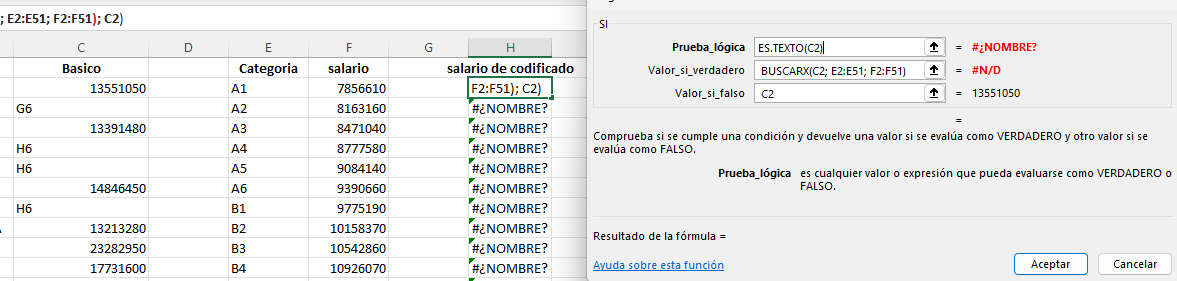 ; E2:E51; F2:F51); C2)
C D E F G H
Basico Categoria salario salario de codificado
13551050 A1 7856610 F2:F51); C2)
G6 A2 8163160 #¿NOMBRE?
13391480 A3 8471040 #¿NOMBRE?
H6 A4 8777580 #¿NOMBRE?
H6 A5 9084140 #¿NOMBRE?
14846450 A6 9390660 #¿NOMBRE?
H6 B1 9775190 #¿NOMBRE?
13213280 B2 10158370 #¿NOMBRE?
23282950 B3 10542860 #¿NOMBRE?
17731600 B4 10926070 #¿NOMBRE?
SI
Prueba_lógica ES.TEXTO(C2) = #¿NOMBRE?
Valor_si_verdadero BUSCARX(C2; E2:E51; F2:F51) = #N/D
Valor_si_falso C2 = 13551050
=
Comprueba si se cumple una condición y devuelve una valor si se evalúa como VERDADERO y otro valor si se
evalúa como FALSO.
Prueba_lógica es cualquier valor o expresión que pueda evaluarse como VERDADERO o
FALSO.
Resultado de la fórmula =
Ayuda sobre esta función
Aceptar Cancelar